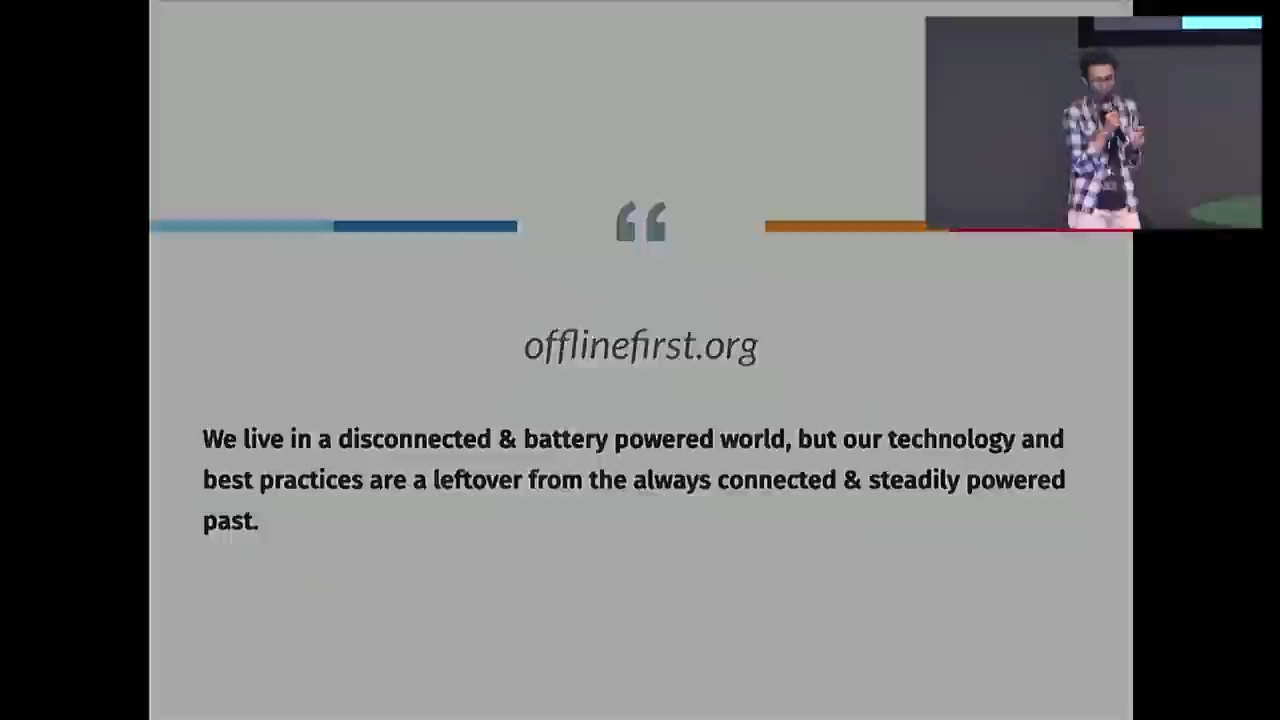 “
offlinefirst.org
We live in a disconnected & battery powered world, but our technology and
best practices are a leftover from the always connected & steadily powered
past.